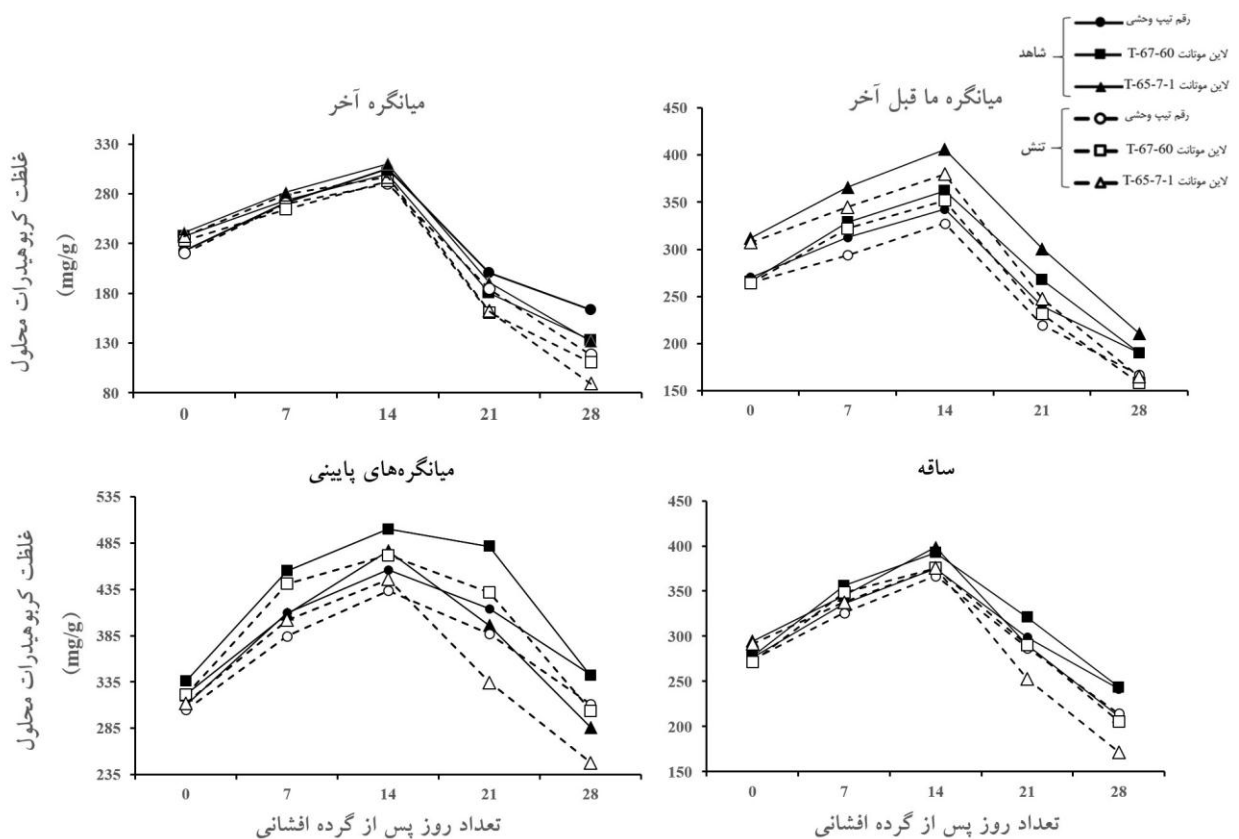 رقم تیپ وحشی
لاین موتانت T-67-60
شاهد
لاین موتانت T-65-7-1
رقم تیپ وحشی
لاین موتانت T-67-60
تنش
لاین موتانت T-65-7-1
میانگره آخر
غلظت کربوهیدرات محلول
(mg/g)
330
280
230
180
130
80
0 7 14 21 28
میانگره ما قبل آخر
450
400
350
300
250
200
150
0 7 14 21 28
میانگره‌های پایینی
غلظت کربوهیدرات محلول
(mg/g)
535
485
435
385
335
285
235
0 7 14 21 28
تعداد روز پس از گرده افشانی
ساقه
450
400
350
300
250
200
150
0 7 14 21 28
تعداد روز پس از گرده افشانی